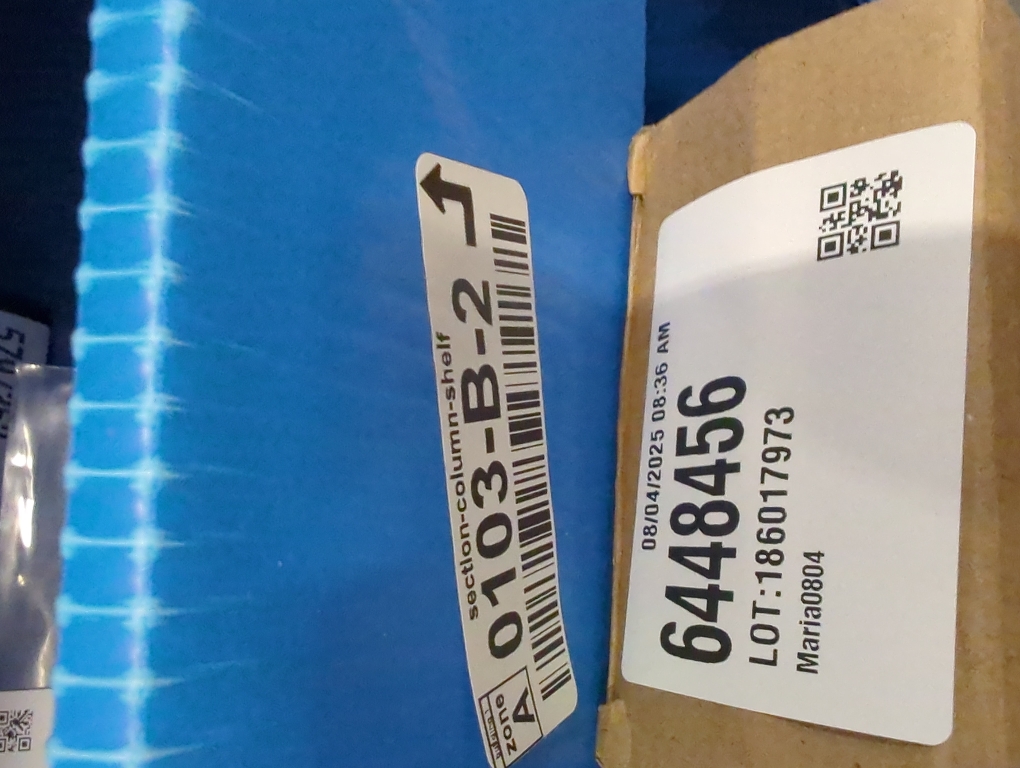 section-column-shelf
0103-B-2
zone
A
08/04/2025 08:36 AM
6448456
LOT:186017973
Maria0804